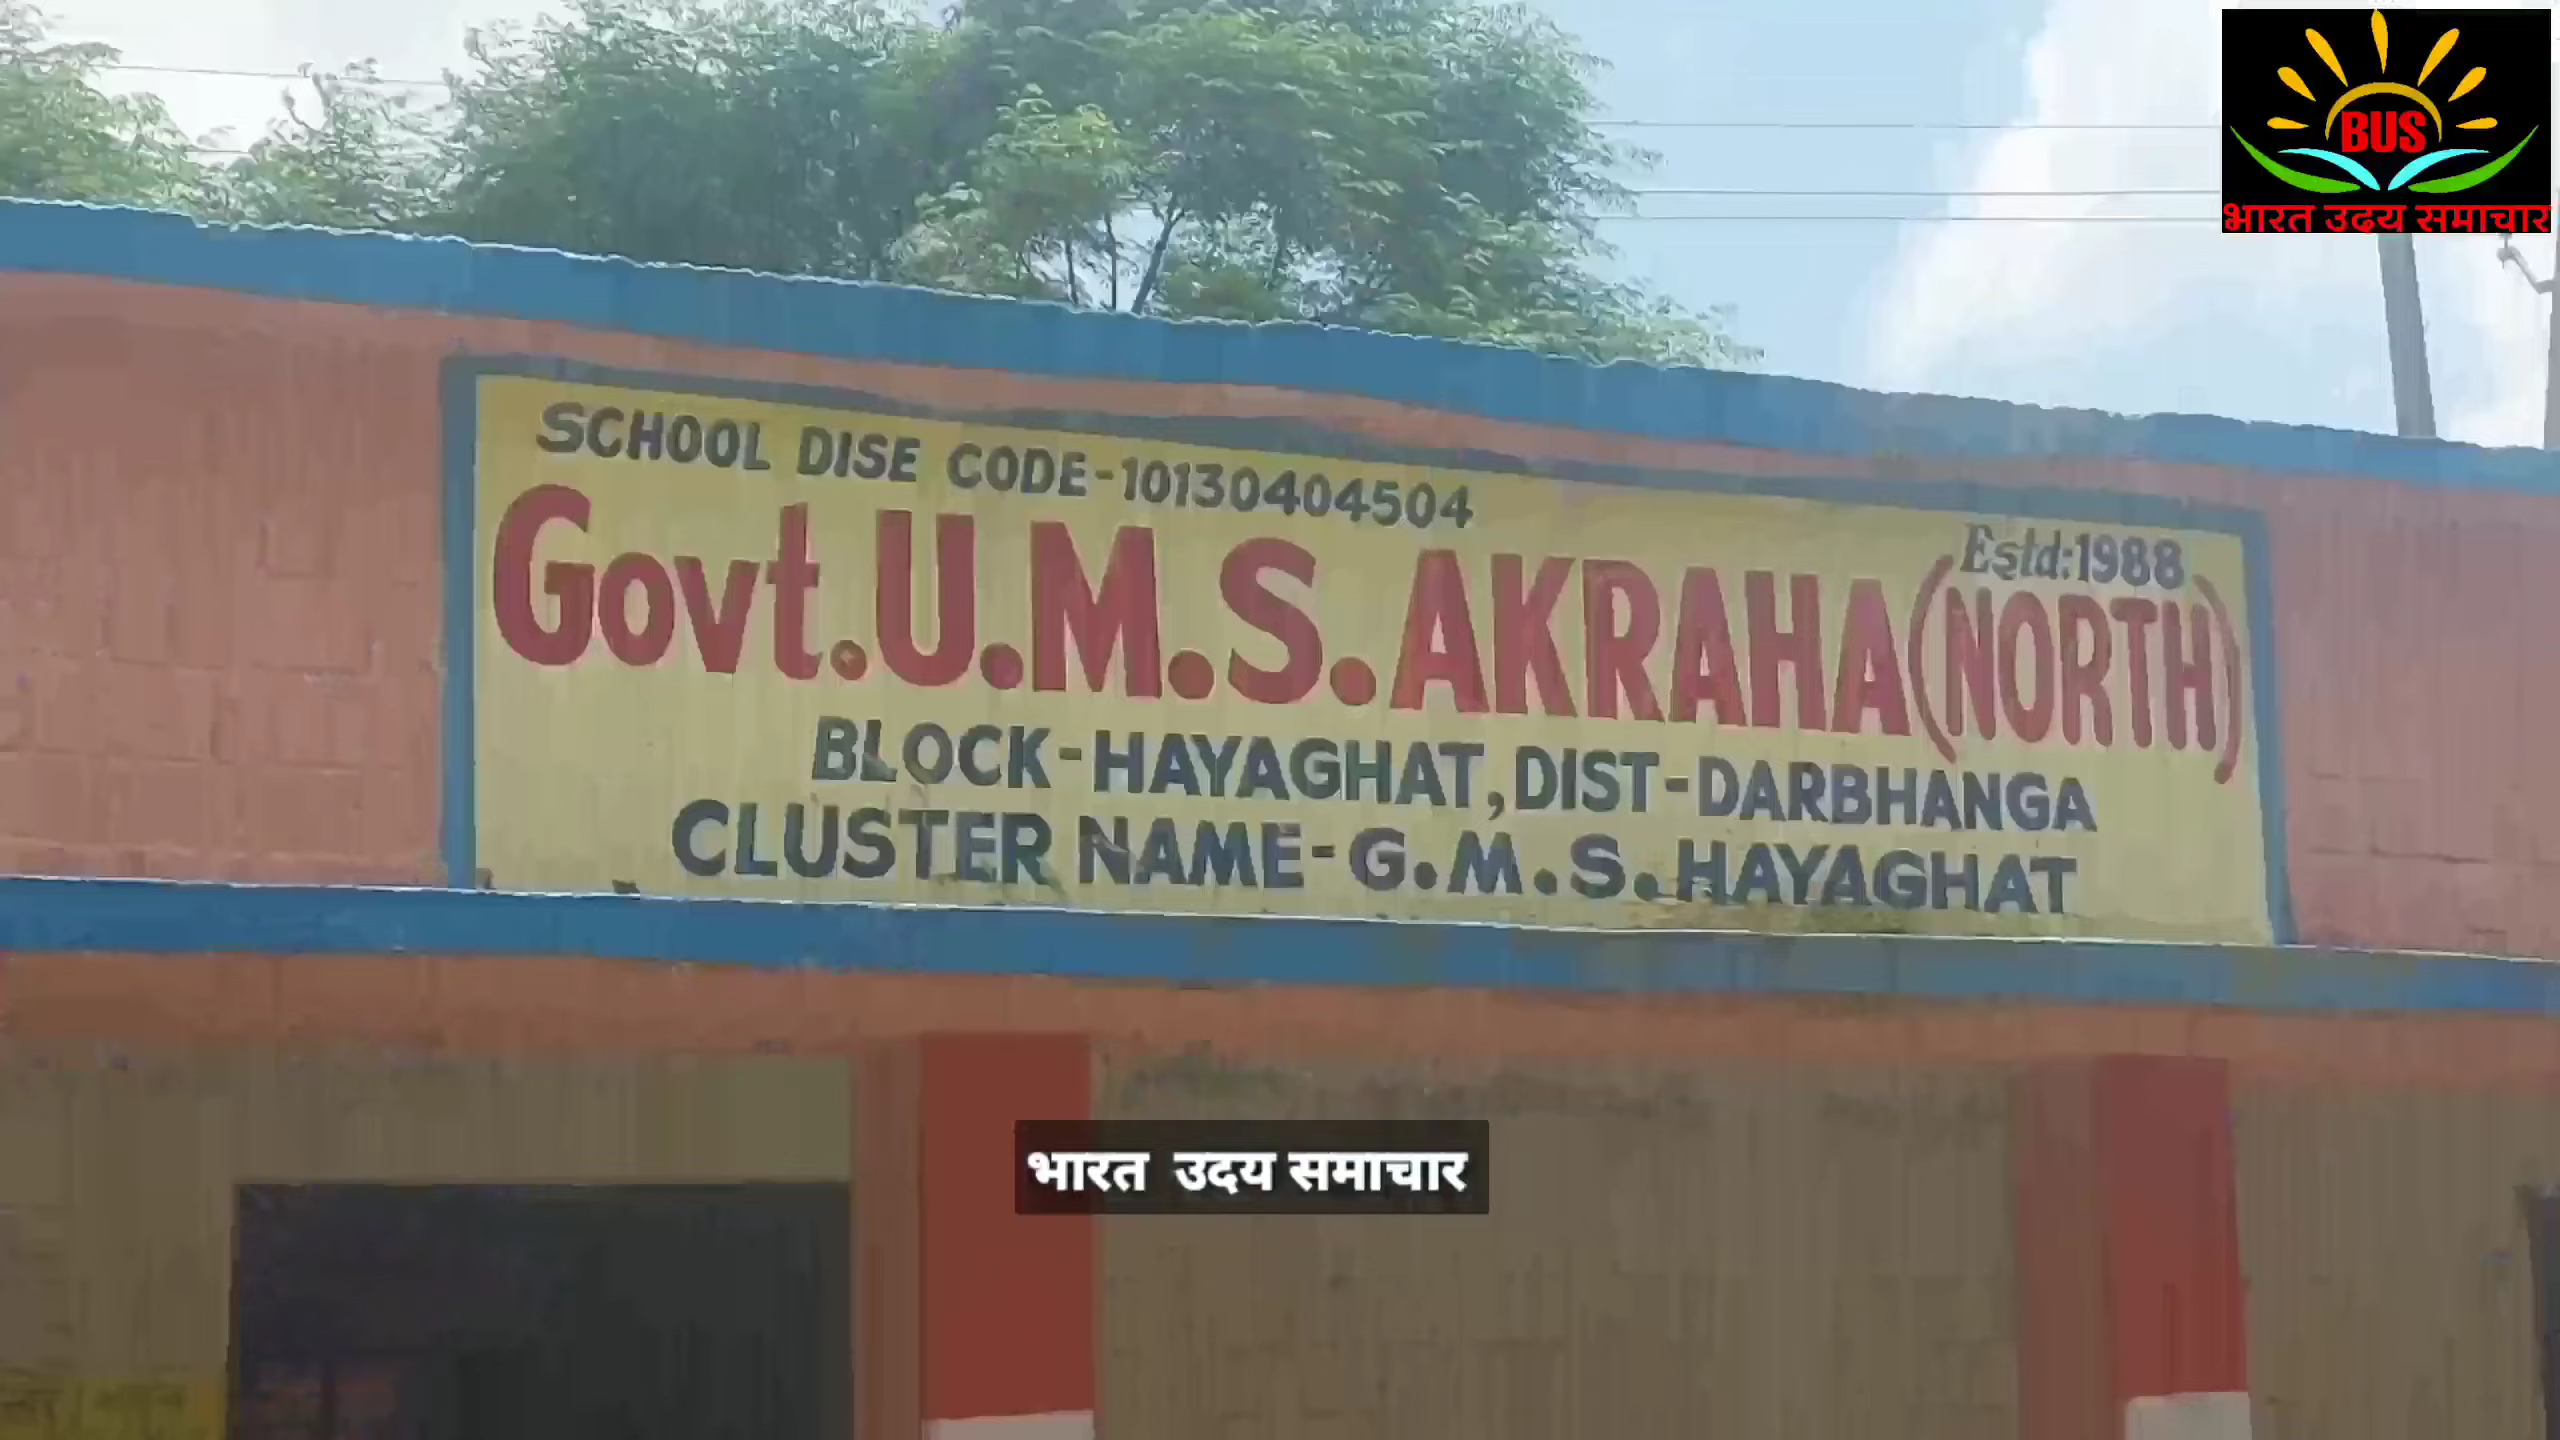 BUS
भारत उदय समाचार
SCHOOL DISE CODE-10130404504
Estd:1988
Govt.U.M.S.AKRAHA(NORTH)
BLOCK-HAYAGHAT,DIST-DARBHANGA
CLUSTER NAME-G.M.S.HAYAGHAT
भारत उदय समाचार